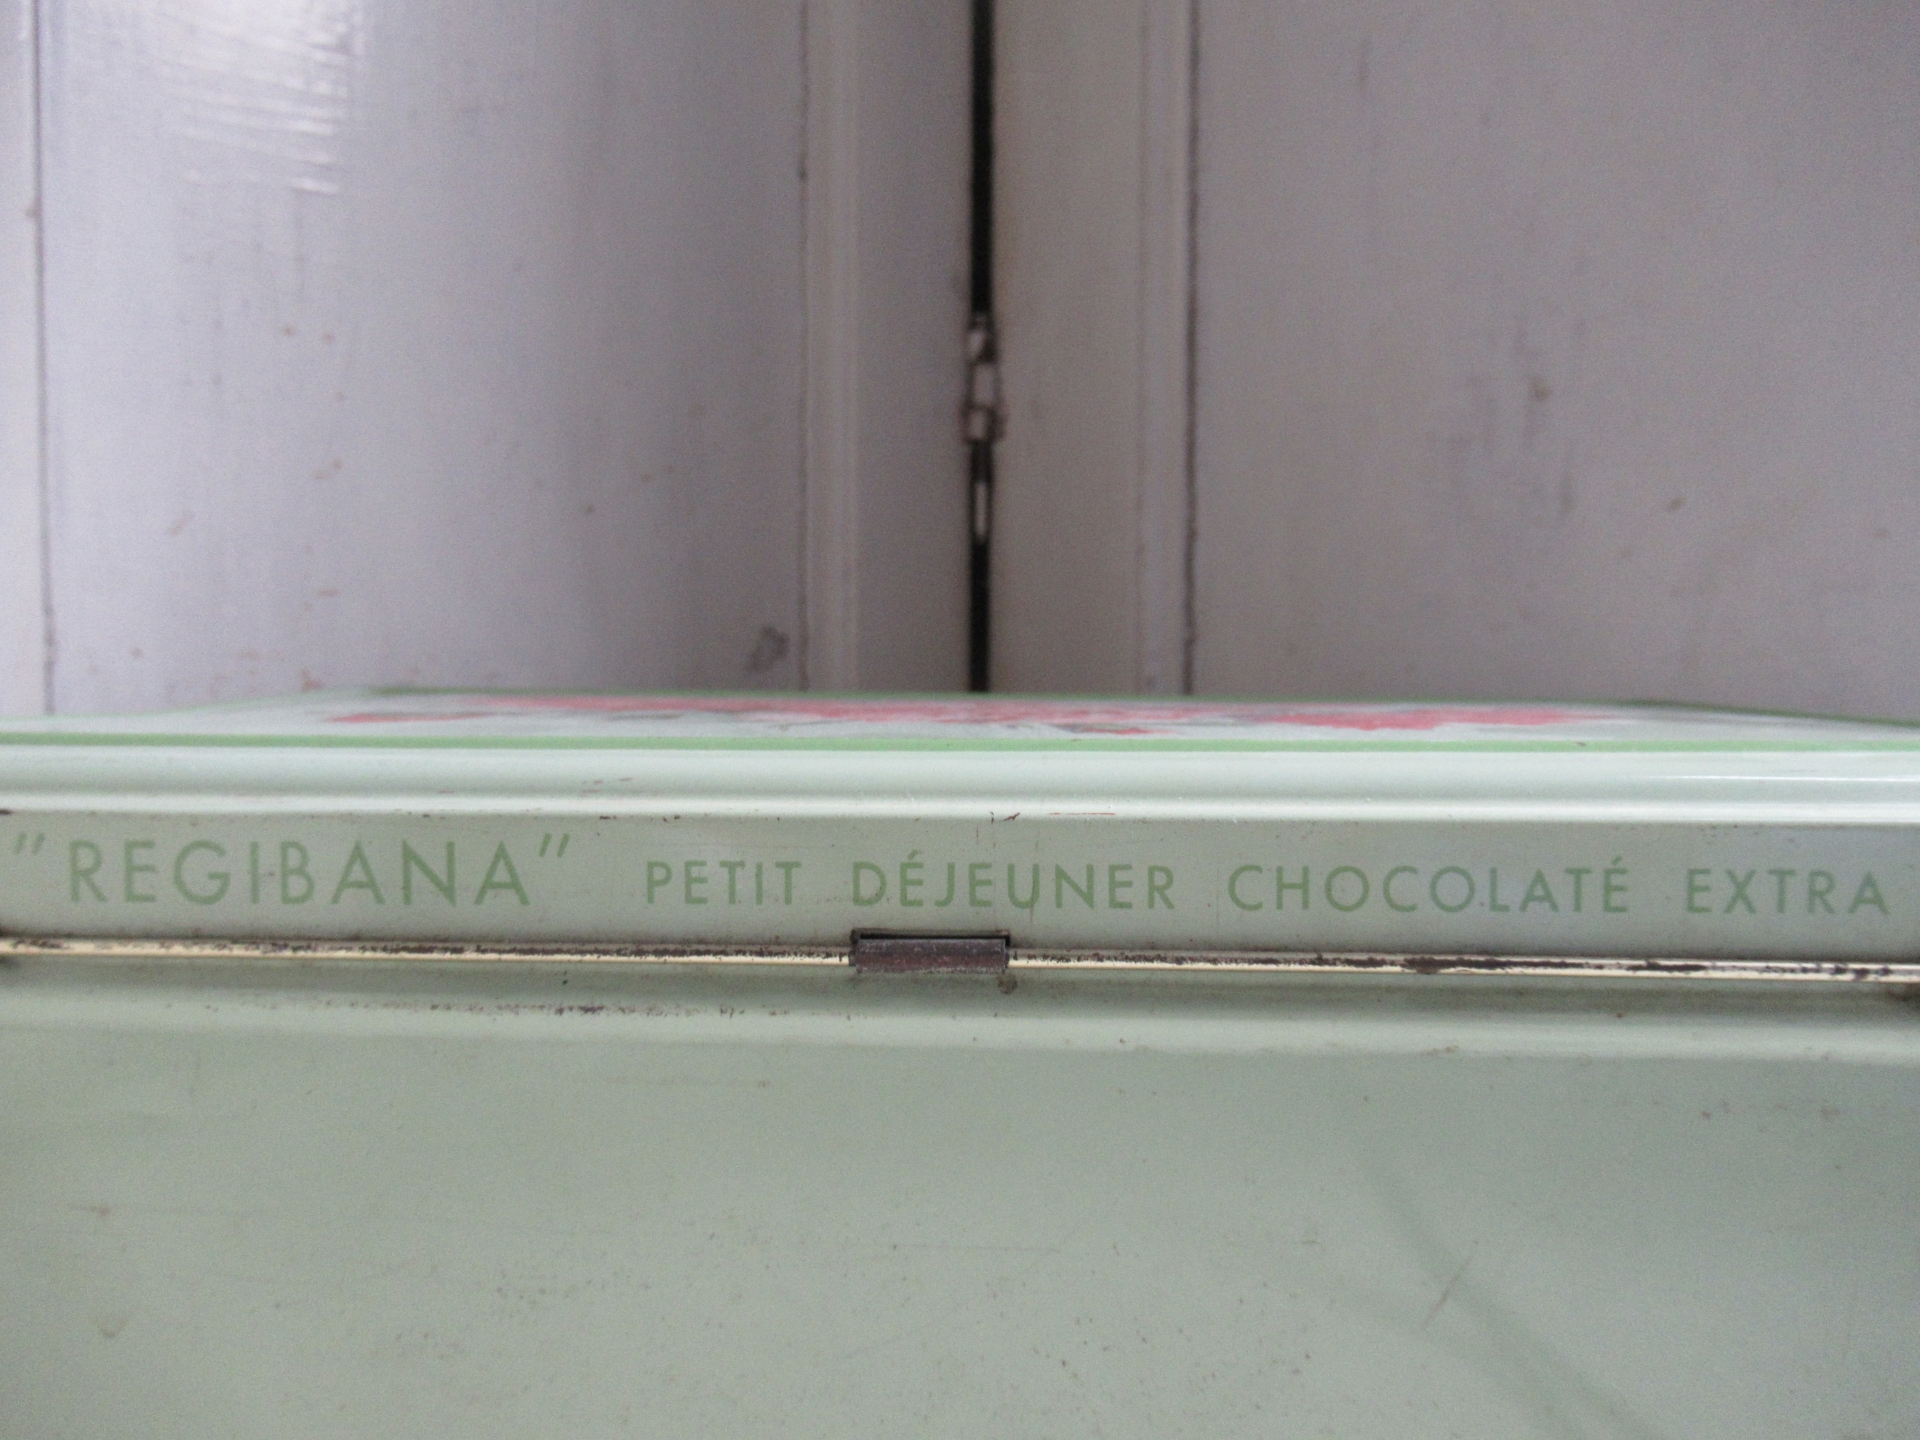 "REGIBANA" PETIT DÉJEUNER CHOCOLATÉ EXTRA